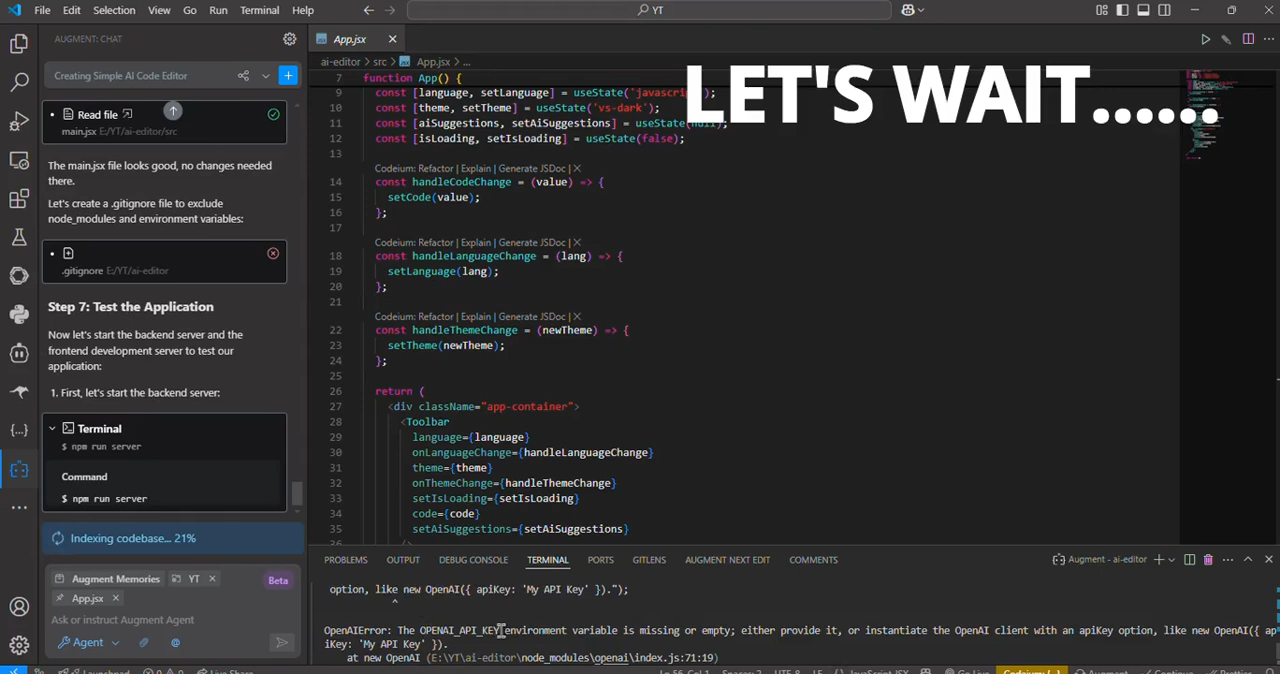 File Edit Selection View Go Run Terminal Help
YT
AUGMENT: CHAT
Creating Simple AI Code Editor
Read file
main.jsx E:/YT/ai-editor/src
The main.jsx file looks good, no changes needed
there.
Let's create a .gitignore file to exclude
node_modules and environment variables:
.gitignore E:/YT/ai-editor
Step 7: Test the Application
Now let's start the backend server and the
frontend development server to test our
application:
1. First, let's start the backend server:
Terminal
$ npm run server
Command
$ npm run server
Indexing codebase... 21%
Augment Memories YT
Beta
App.jsx
Ask or instruct Augment Agent
Agent
App.jsx
ai-editor > src > App.jsx > ...
LET'S WAIT......
7 function App() {
9 const [language, setLanguage] = useState('javascrip
10 const [theme, setTheme] = useState('vs-dark');
11 const [aiSuggestions, setAiSuggestions] = useState(null);
12 const [isLoading, setIsLoading] = useState(false);
13
Codeium: Refactor | Explain | Generate JSDoc | X
14 const handleCodeChange = (value) => {
15 setCode(value);
16 };
17
Codeium: Refactor | Explain | Generate JSDoc | X
18 const handleLanguageChange = (lang) => {
19 setLanguage(lang);
20 };
21
Codeium: Refactor | Explain | Generate JSDoc | X
22 const handleThemeChange = (newTheme) => {
23 setTheme(newTheme);
24 };
25
26 return (
27 <div className="app-container">
28 <Toolbar
29 language={language}
30 onLanguageChange={handleLanguageChange}
31 theme={theme}
32 onThemeChange={handleThemeChange}
33 setIsLoading={setIsLoading}
34 code={code}
35 setAiSuggestions={setAiSuggestions}
PROBLEMS OUTPUT DEBUG CONSOLE TERMINAL PORTS GITLENS AUGMENT NEXT EDIT COMMENTS
Augment - ai-editor
option, like new OpenAI({ apiKey: 'My API Key' }).");
^
OpenAIError: The OPENAI_API_KEY environment variable is missing or empty; either provide it, or instantiate the OpenAI client with an apiKey option, like new OpenAI({ ap
iKey: 'My API Key' }).
at new OpenAI (E:\YT\ai-editor\node_modules\openai\index.js:71:19)